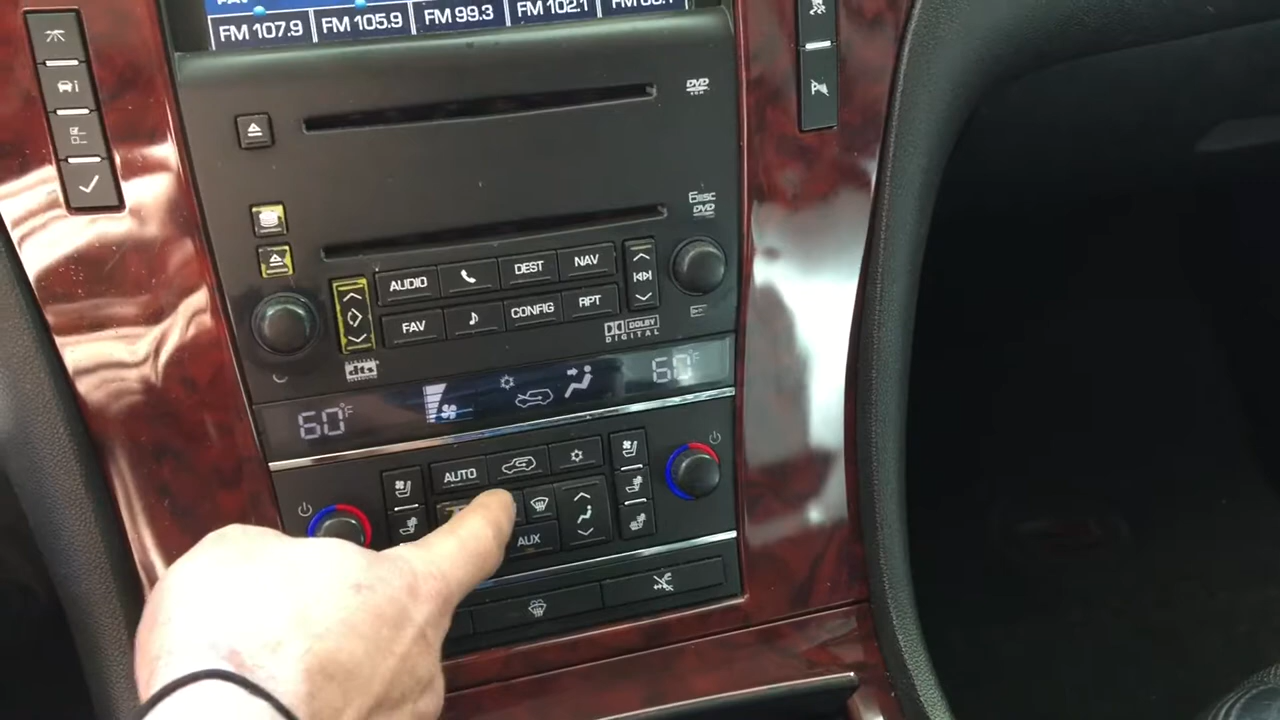 FM 107.9 FM 105.9 FM 99.3 FM 102.1
DVD
6DISC
DVD
AUDIO DEST NAV
FAV CONFIG RPT
DOLBY
DIGITAL
dts
60°F 60°F
AUTO
AUX